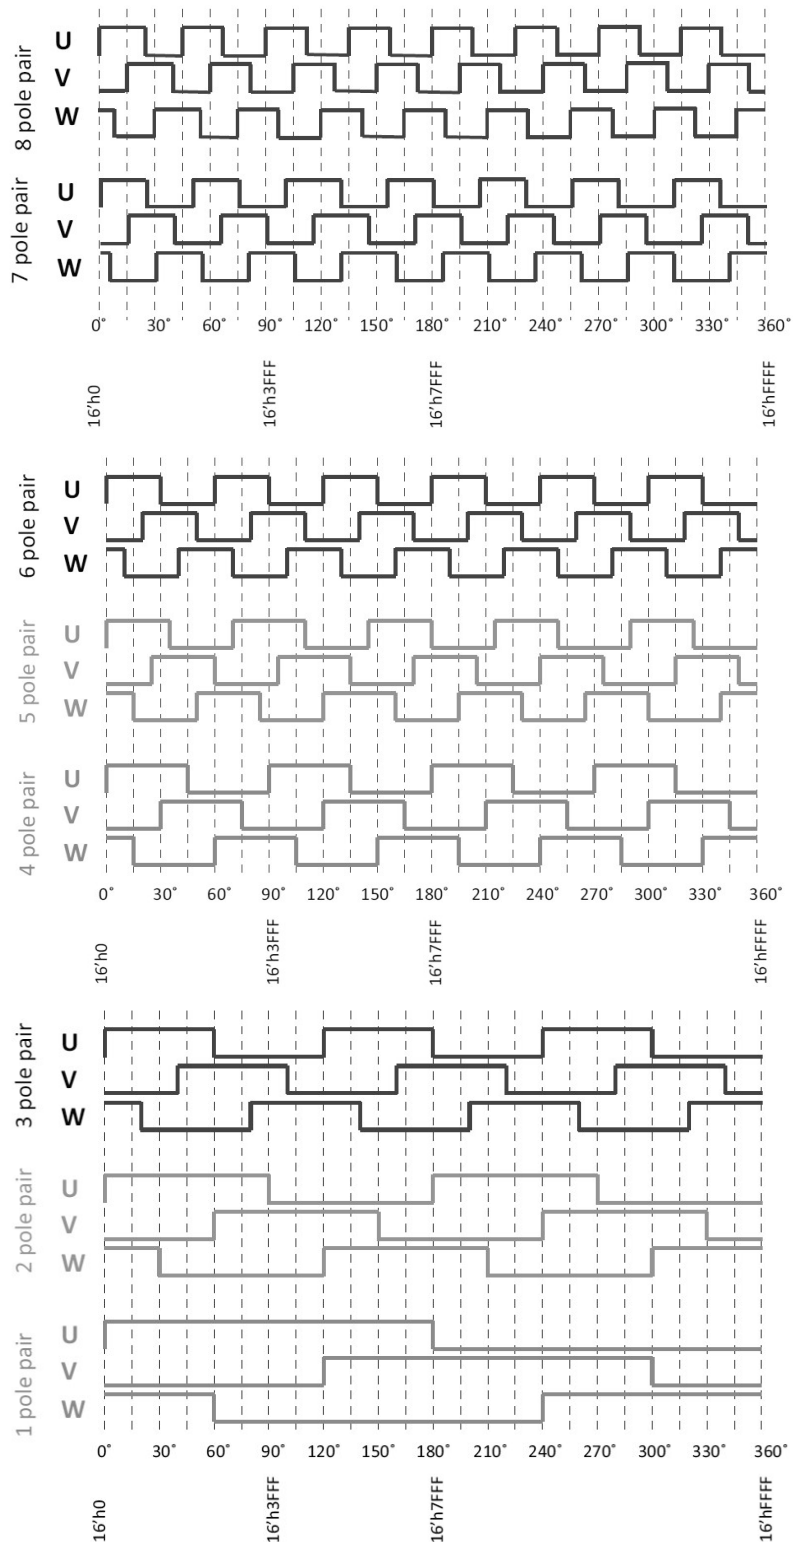 8 pole pair
U
V
W
7 pole pair
U
V
W
0˚ 30˚ 60˚ 90˚ 120˚ 150˚ 180˚ 210˚ 240˚ 270˚ 300˚ 330˚ 360˚
16'h0 16'h3FFF 16'h7FFF 16'hFFFF
6 pole pair
U
V
W
5 pole pair
U
V
W
4 pole pair
U
V
W
0˚ 30˚ 60˚ 90˚ 120˚ 150˚ 180˚ 210˚ 240˚ 270˚ 300˚ 330˚ 360˚
16'h0 16'h3FFF 16'h7FFF 16'hFFFF
3 pole pair
U
V
W
2 pole pair
U
V
W
1 pole pair
U
V
W
0˚ 30˚ 60˚ 90˚ 120˚ 150˚ 180˚ 210˚ 240˚ 270˚ 300˚ 330˚ 360˚
16'h0 16'h3FFF 16'h7FFF 16'hFFFF